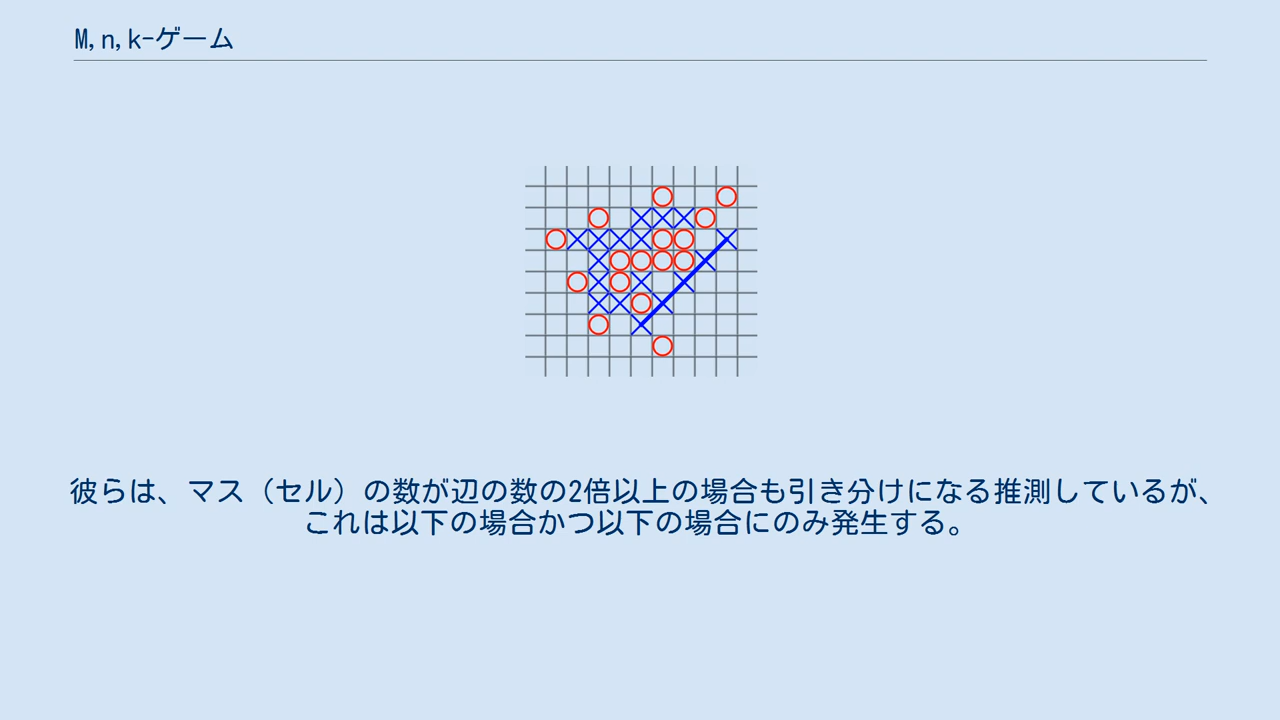 M,n,k-ゲーム
彼らは、マス（セル）の数が辺の数の2倍以上の場合も引き分けになる推測しているが、
これは以下の場合かつ以下の場合にのみ発生する。